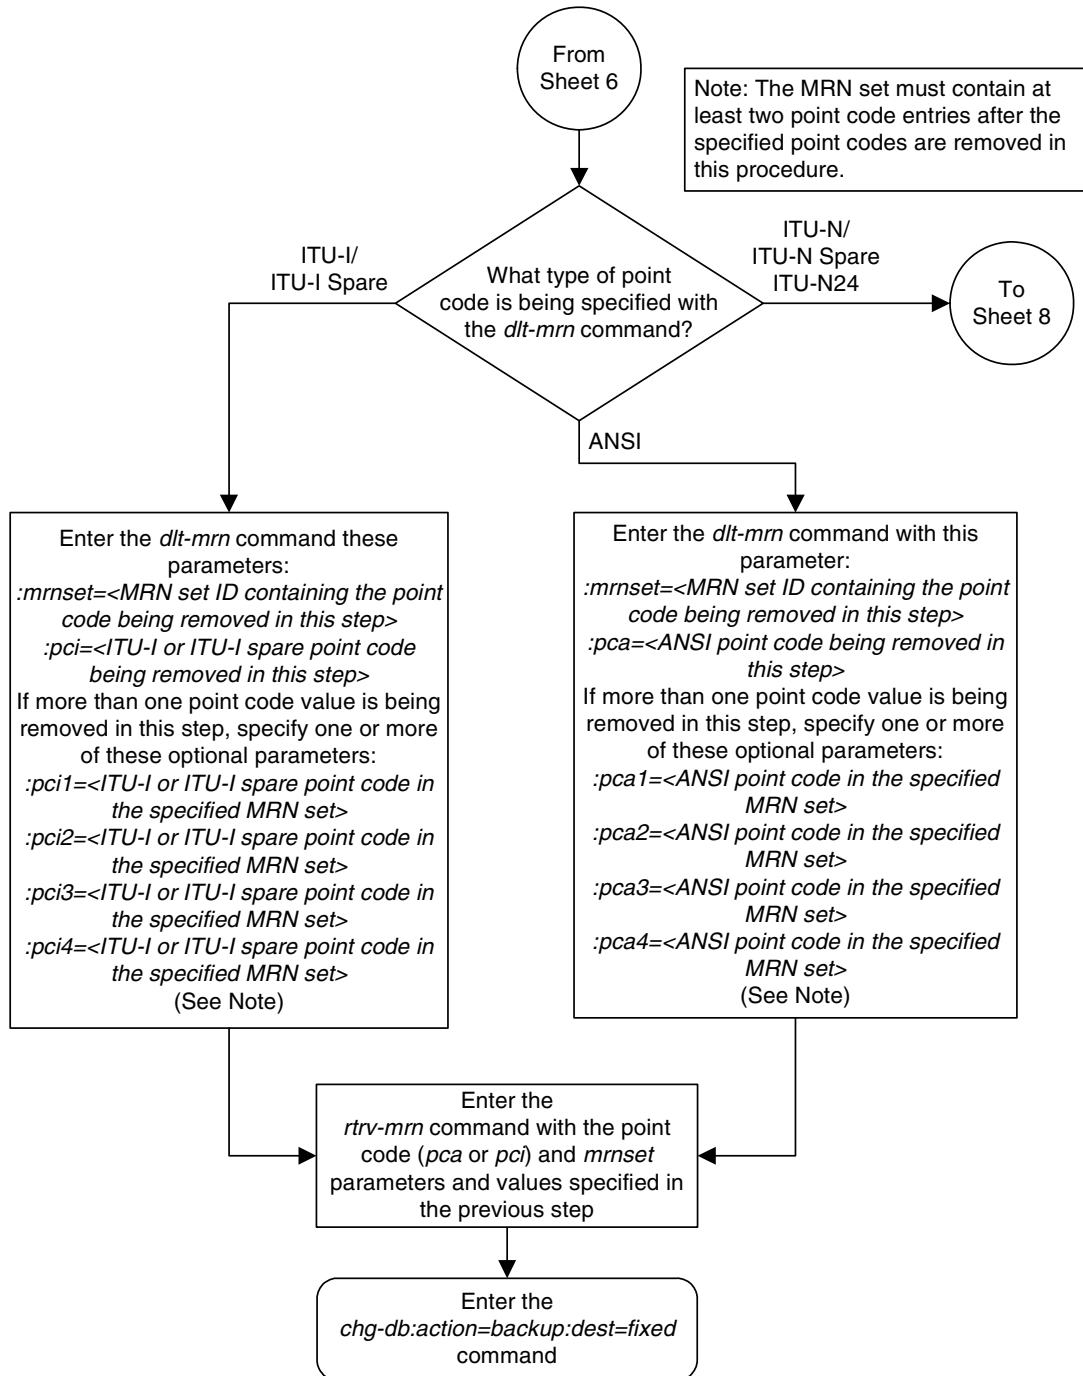 From
Sheet 6
Note: The MRN set must contain at
least two point code entries after the
specified point codes are removed in
this procedure.
ITU-I/
ITU-I Spare
What type of point
code is being specified with
the dlt-mrn command?
ITU-N/
ITU-N Spare
ITU-N24
To
Sheet 8
ANSI
Enter the dlt-mrn command these
parameters:
:mrnset=<MRN set ID containing the point
code being removed in this step>
:pci=<ITU-I or ITU-I spare point code
being removed in this step>
If more than one point code value is being
removed in this step, specify one or more
of these optional parameters:
:pci1=<ITU-I or ITU-I spare point code in
the specified MRN set>
:pci2=<ITU-I or ITU-I spare point code in
the specified MRN set>
:pci3=<ITU-I or ITU-I spare point code in
the specified MRN set>
:pci4=<ITU-I or ITU-I spare point code in
the specified MRN set>
(See Note)
Enter the dlt-mrn command with this
parameter:
:mrnset=<MRN set ID containing the point
code being removed in this step>
:pca=<ANSI point code being removed in
this step>
If more than one point code value is being
removed in this step, specify one or more
of these optional parameters:
:pca1=<ANSI point code in the specified
MRN set>
:pca2=<ANSI point code in the specified
MRN set>
:pca3=<ANSI point code in the specified
MRN set>
:pca4=<ANSI point code in the specified
MRN set>
(See Note)
Enter the
rtrv-mrn command with the point
code (pca or pci) and mrnset
parameters and values specified in
the previous step
Enter the
chg-db:action=backup:dest=fixed
command